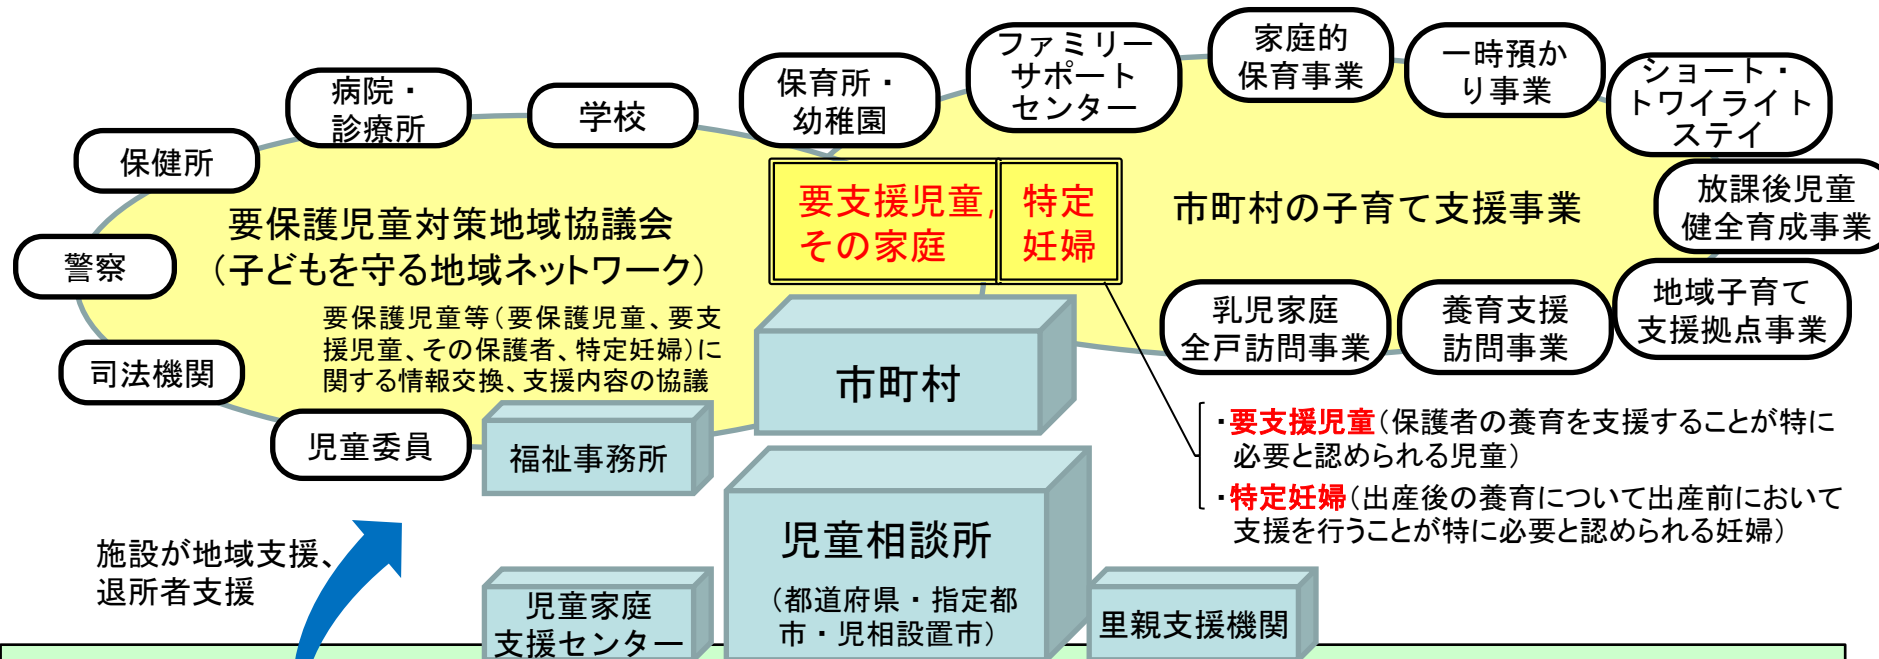 ファミリー
サポート
センター
家庭的
保育事業
一時預か
り事業
ショート・
トワイライト
ステイ
保育所・
幼稚園
病院・
診療所
学校
保健所
警察
司法機関
児童委員
要保護児童対策地域協議会
（子どもを守る地域ネットワーク）
要保護児童等（要保護児童、要支
援児童、その保護者、特定妊婦）に
関する情報交換、支援内容の協議
要支援児童,
その家庭
特定
妊婦
市町村の子育て支援事業
放課後児童
健全育成事業
地域子育て
支援拠点事業
養育支援
訪問事業
乳児家庭
全戸訪問事業
市町村
福祉事務所
・要支援児童（保護者の養育を支援することが特に
必要と認められる児童）
・特定妊婦（出産後の養育について出産前において
支援を行うことが特に必要と認められる妊婦）
児童相談所
（都道府県・指定都
市・児相設置市）
施設が地域支援、
退所者支援
児童家庭
支援センター
里親支援機関